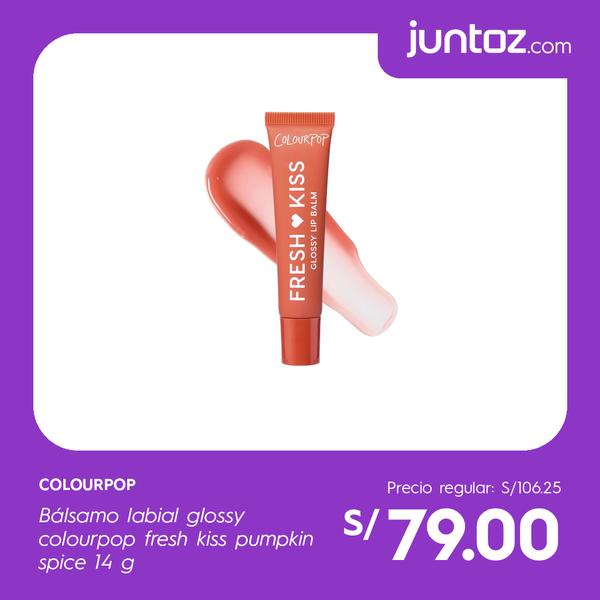 juntoz.com
COLOURPOP
FRESH ♥ KISS
GLOSSY LIP BALM
COLOURPOP
Bálsamo labial glossy
colourpop fresh kiss pumpkin
spice 14 g
Precio regular: S/106.25
S/79.00